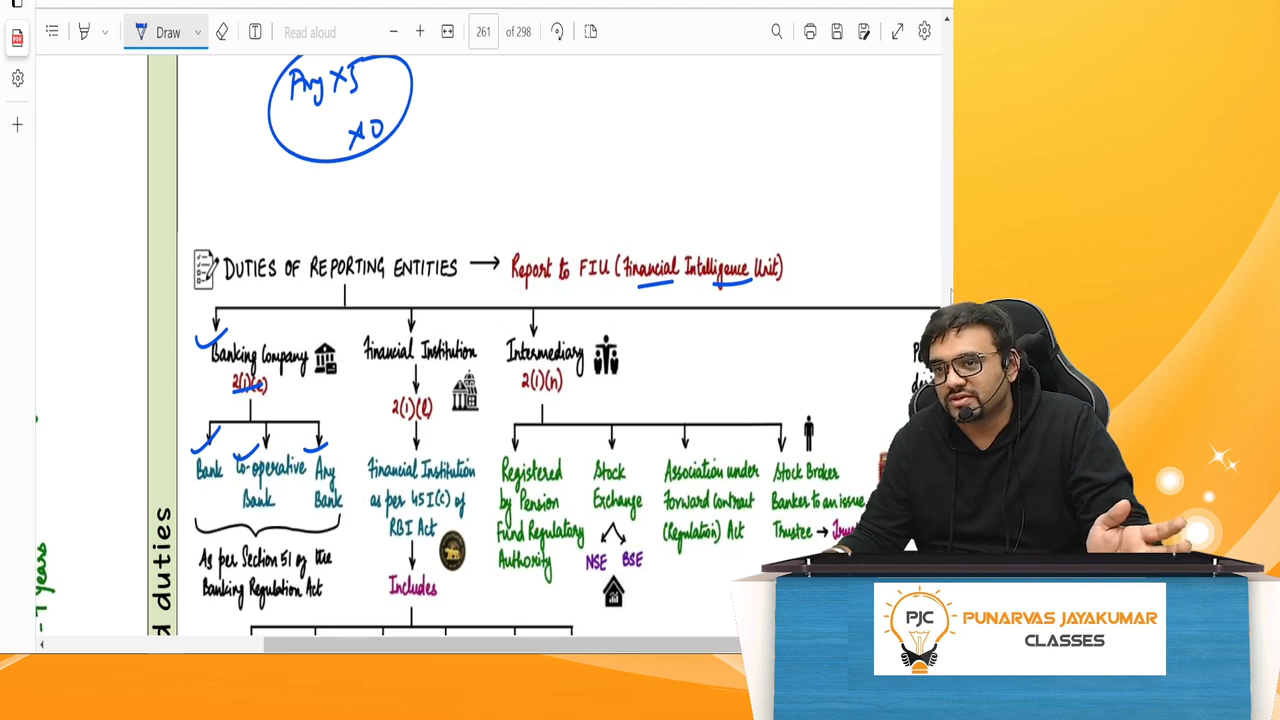 Draw
Read aloud
261
of 298
Any x 5
x 0
DUTIES OF REPORTING ENTITIES → Report to FIU (Financial Intelligence Unit)
Banking Company
2(1)(e)
Financial Institution
2(1)(l)
Intermediary
2(1)(n)
Bank
Co-operative Bank
Any Bank
As per Section 51 of the
Banking Regulation Act
Financial Institution
as per 45I(c) of
RBI Act
Includes
Registered
by Pension
Fund Regulatory
Authority
Stock
Exchange
NSE BSE
Association under
Forward Contract
(Regulation) Act
Stock Broker
Banker to an issue
Trustee →
d duties
- 7 years
PJC
PUNARVAS JAYAKUMAR
CLASSES